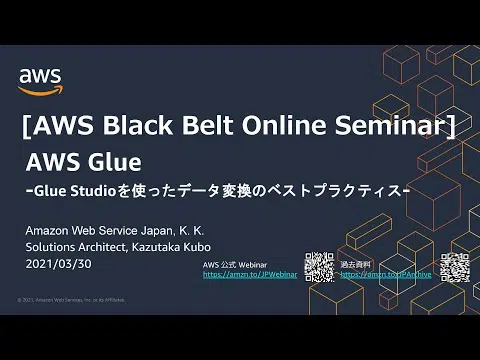 aws
[AWS Black Belt Online Seminar]
AWS Glue
-Glue Studioを使ったデータ変換のベストプラクティス-
Amazon Web Service Japan, K. K.
Solutions Architect, Kazutaka Kubo
2021/03/30
AWS 公式 Webinar
https://amzn.to/JPWebinar
過去資料
https://amzn.to/JPArchive
© 2021, Amazon Web Services, Inc. or its Affiliates.